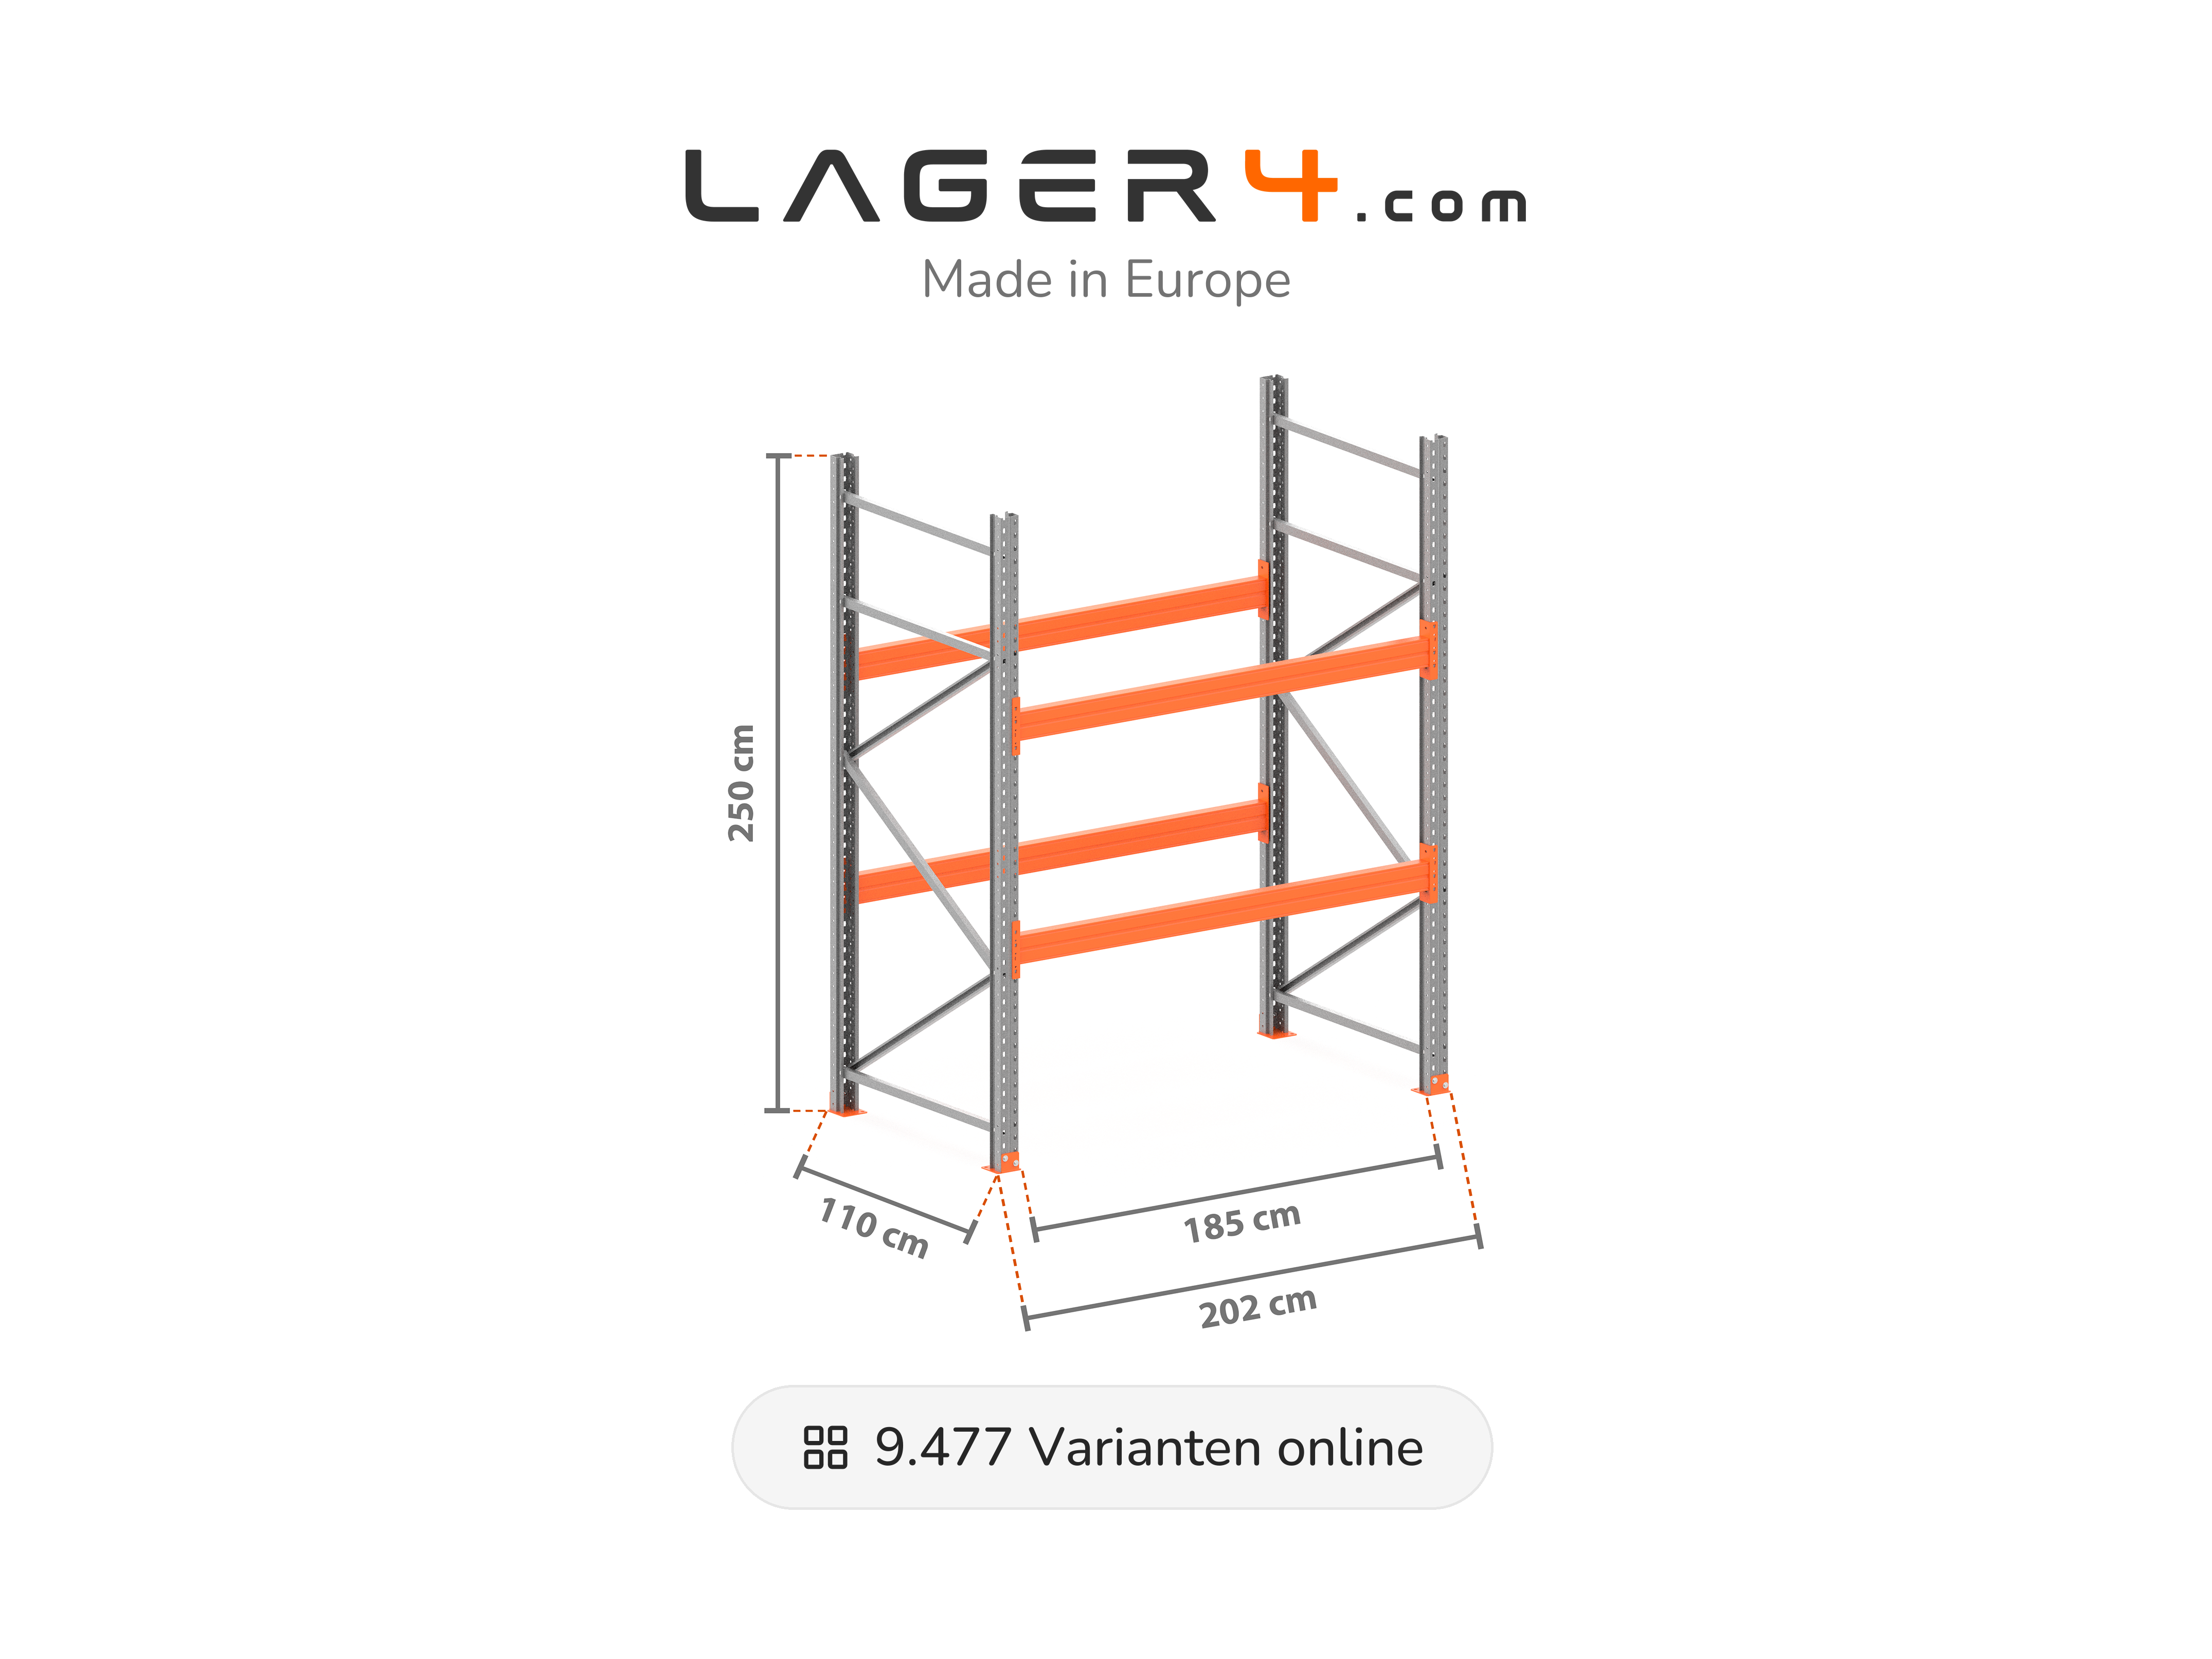 LAGER4.com
Made in Europe
250 cm
110 cm
185 cm
202 cm
9.477 Varianten online